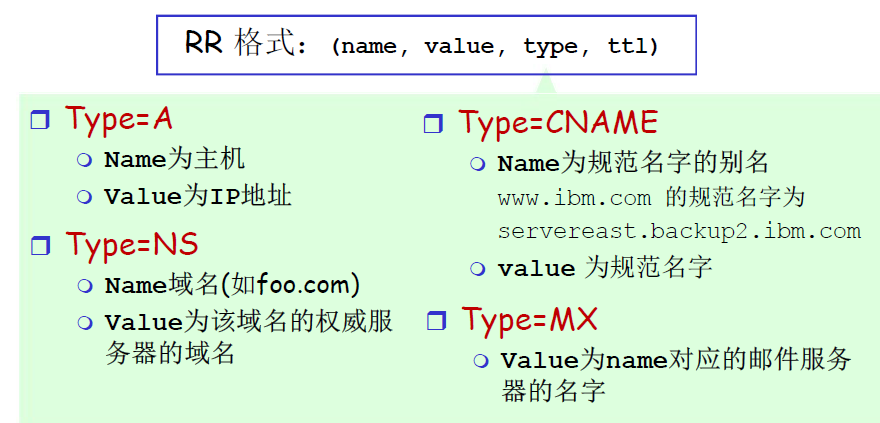 RR 格式：(name, value, type, ttl)
Type=A
Name为主机
Value为IP地址
Type=NS
Name域名(如foo.com)
Value为该域名的权威服
务器的域名
Type=CNAME
Name为规范名字的别名
www.ibm.com 的规范名字为
servereast.backup2.ibm.com
value 为规范名字
Type=MX
Value为name对应的邮件服务
器的名字